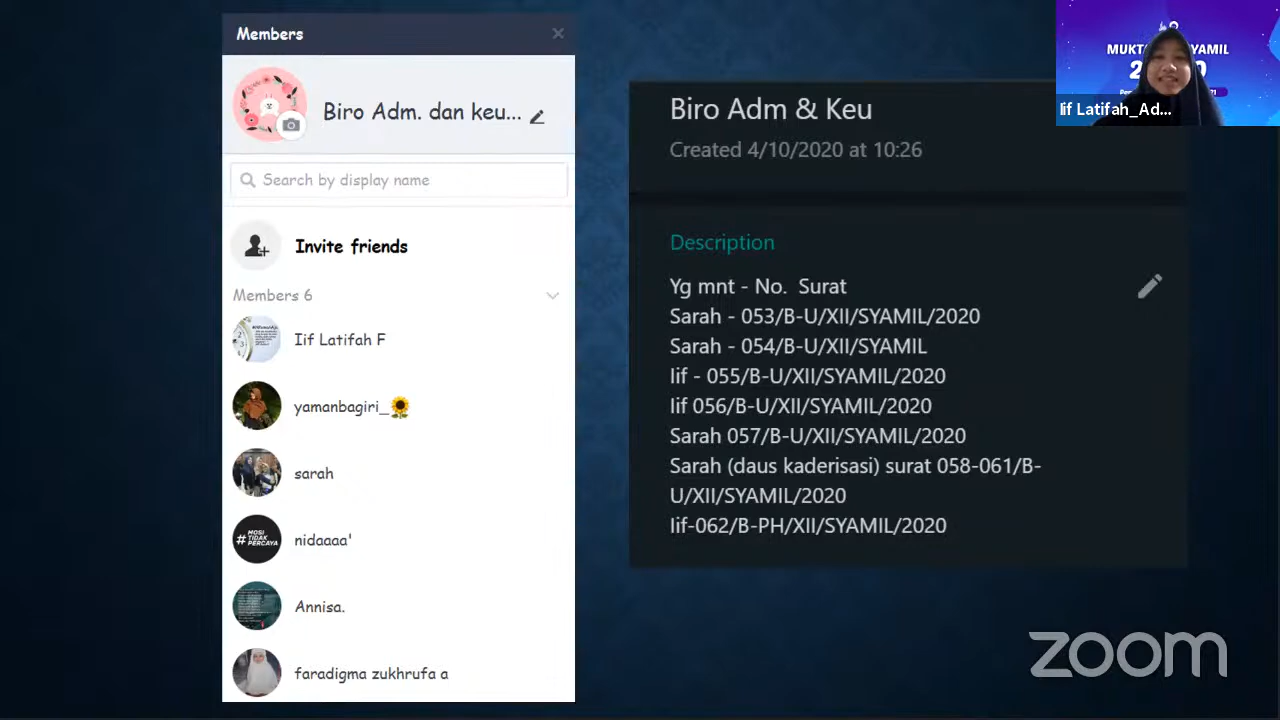 Members
Biro Adm. dan keu...
Search by display name
Invite friends
Members 6
Iif Latifah F
yamanbagiri_🌻
sarah
#MOSI
TIDAK
PERCAYA
nidaaaa'
Annisa.
faradigma zukhrufa a
Biro Adm & Keu
Created 4/10/2020 at 10:26
Description
Yg mnt - No. Surat
Sarah - 053/B-U/XII/SYAMIL/2020
Sarah - 054/B-U/XII/SYAMIL
Iif - 055/B-U/XII/SYAMIL/2020
Iif 056/B-U/XII/SYAMIL/2020
Sarah 057/B-U/XII/SYAMIL/2020
Sarah (daus kaderisasi) surat 058-061/B-
U/XII/SYAMIL/2020
Iif-062/B-PH/XII/SYAMIL/2020
Iif Latifah_Ad...
zoom